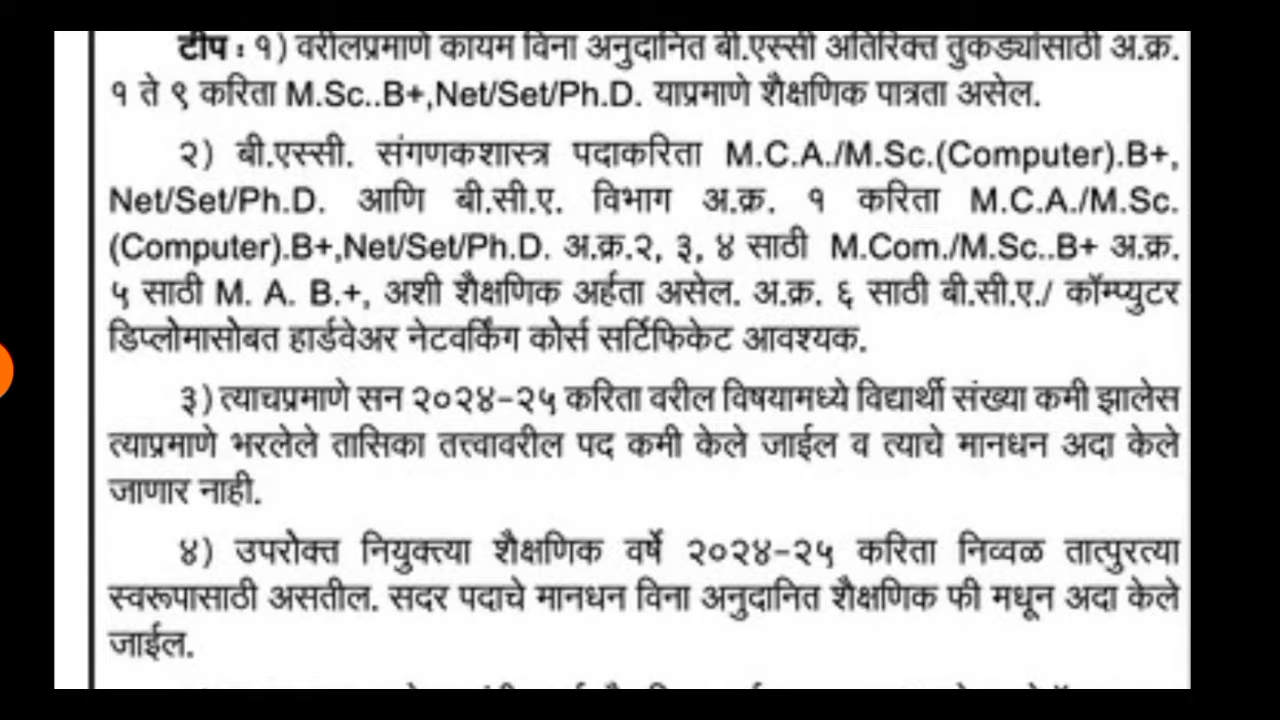 टीप : १) वरीलप्रमाणे कायम विना अनुदानित बी.एस्सी अतिरिक्त तुकड्यांसाठी अ.क्र.
१ ते ९ करिता M.Sc..B+,Net/Set/Ph.D. याप्रमाणे शैक्षणिक पात्रता असेल.
२) बी.एस्सी. संगणकशास्त्र पदाकरिता M.C.A./M.Sc.(Computer).B+,
Net/Set/Ph.D. आणि बी.सी.ए. विभाग अ.क्र. १ करिता M.C.A./M.Sc.
(Computer).B+,Net/Set/Ph.D. अ.क्र.२, ३, ४ साठी M.Com./M.Sc..B+ अ.क्र.
५ साठी M. A. B.+, अशी शैक्षणिक अर्हता असेल. अ.क्र. ६ साठी बी.सी.ए./ कॉम्प्युटर
डिप्लोमासोबत हार्डवेअर नेटवर्किंग कोर्स सर्टिफिकेट आवश्यक.
३) त्याचप्रमाणे सन २०२४-२५ करिता वरील विषयामध्ये विद्यार्थी संख्या कमी झालेस
त्याप्रमाणे भरलेले तासिका तत्त्वावरील पद कमी केले जाईल व त्याचे मानधन अदा केले
जाणार नाही.
४) उपरोक्त नियुक्त्या शैक्षणिक वर्षे २०२४-२५ करिता निव्वळ तात्पुरत्या
स्वरूपासाठी असतील. सदर पदाचे मानधन विना अनुदानित शैक्षणिक फी मधून अदा केले
जाईल.